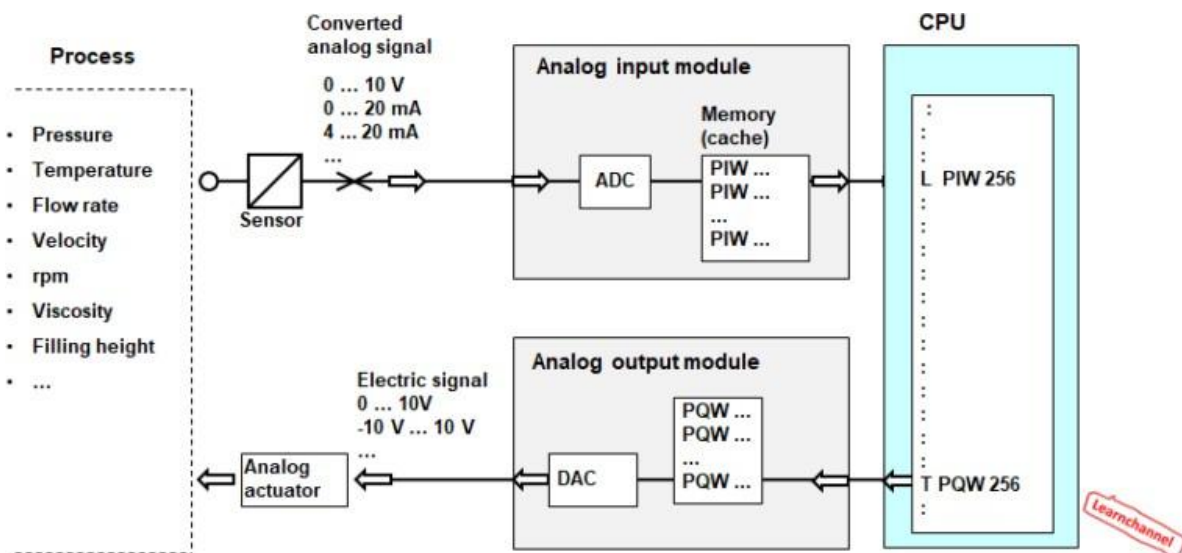 Process
• Pressure
• Temperature
• Flow rate
• Velocity
• rpm
• Viscosity
• Filling height
• ...
Converted
analog signal
0 ... 10 V
0 ... 20 mA
4 ... 20 mA
...
Sensor
Analog input module
ADC
Memory
(cache)
PIW ...
PIW ...
...
PIW ...
CPU
:
:
:
:
L PIW 256
:
:
:
:
:
:
:
:
:
:
:
T PQW 256
:
Analog output module
PQW ...
PQW ...
...
PQW ...
DAC
Electric signal
0 ... 10V
-10 V ... 10 V
...
Analog
actuator
Learnchannel